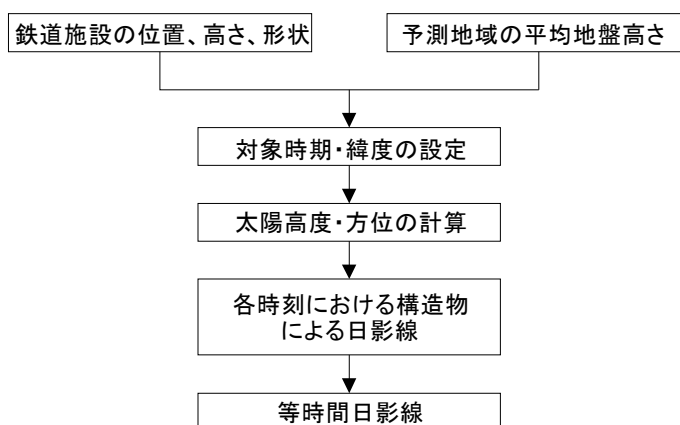 鉄道施設の位置、高さ、形状
予測地域の平均地盤高さ
対象時期・緯度の設定
太陽高度・方位の計算
各時刻における構造物
による日影線
等時間日影線